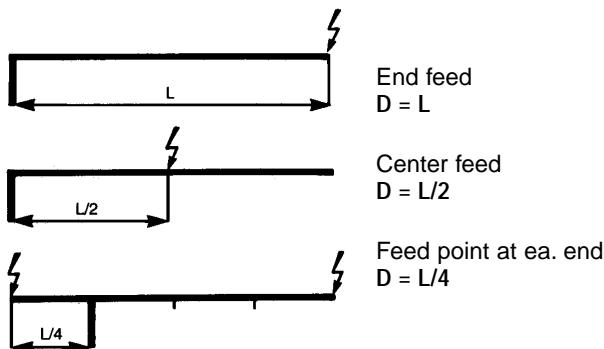 L
End feed
D = L
L/2
Center feed
D = L/2
L/4
Feed point at ea. end
D = L/4